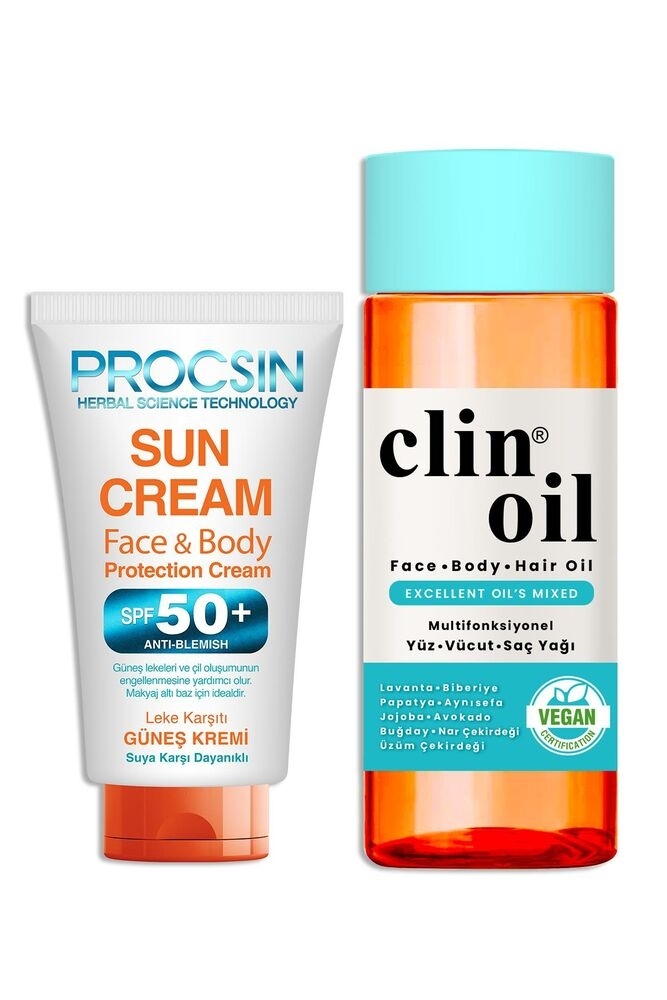 PROCSIN
HERBAL SCIENCE TECHNOLOGY
SUN
CREAM
Face & Body
Protection Cream
SPF 50+
ANTI-BLEMISH
Güneş lekeleri ve çil oluşumunun
engellenmesine yardımcı olur.
Makyaj altı baz için idealdir.
Leke Karşıtı
GÜNEŞ KREMİ
Suya Karşı Dayanıklı
clin®
oil
Face • Body • Hair Oil
EXCELLENT OIL'S MIXED
Multifonksiyonel
Yüz • Vücut • Saç Yağı
Lavanta • Biberiye
Papatya • Aynısefa
Jojoba • Avokado
Buğday • Nar Çekirdeği
Üzüm Çekirdeği
VEGAN
CERTIFICATION